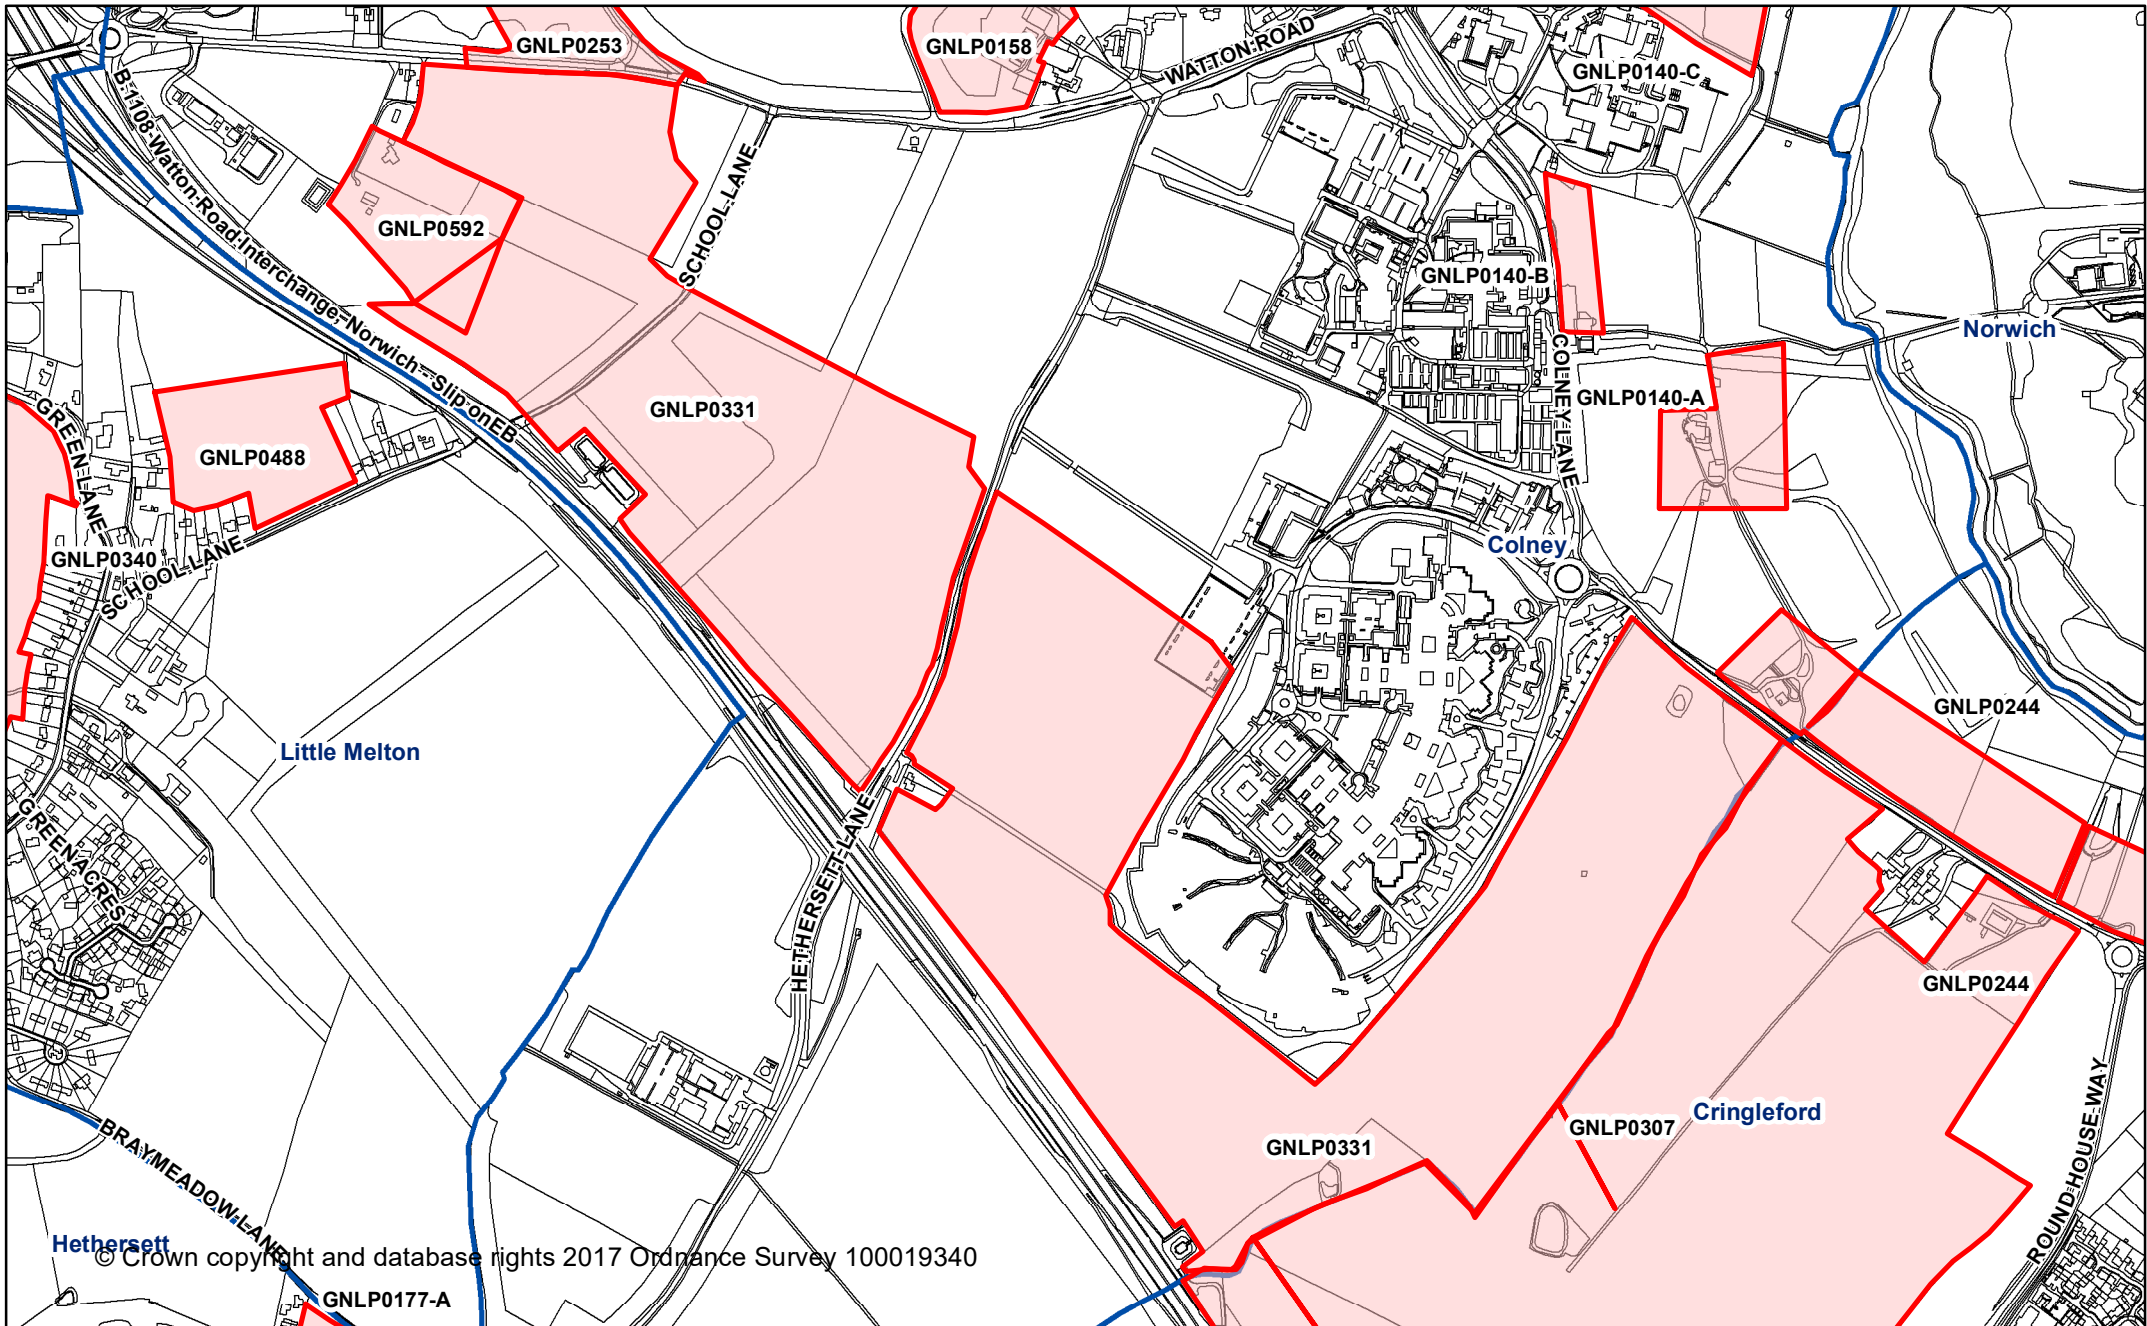 GNLP0253
GNLP0158
WATTON ROAD
GNLP0140-C
B 1108-Watton Road Interchange, Norwich - Slip on EB
SCHOOL LANE
GNLP0592
GNLP0140-B
Norwich
COLNEY LANE
GNLP0331
GNLP0140-A
GREEN LANE
GNLP0488
Colney
GNLP0340
SCHOOL LANE
GNLP0244
Little Melton
HETHERSETT LANE
GREENACRES
GNLP0244
Cringleford
GNLP0307
GNLP0331
ROUND HOUSE WAY
BRAYMEADOW LANE
Hethersett
© Crown copyright and database rights 2017 Ordnance Survey 100019340
GNLP0177-A